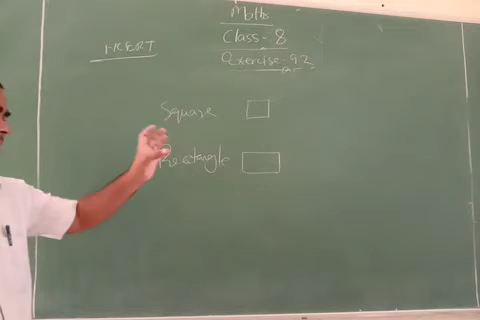 Maths
NCERT
Class- 8
Exercise-9.2
Square
Rectangle